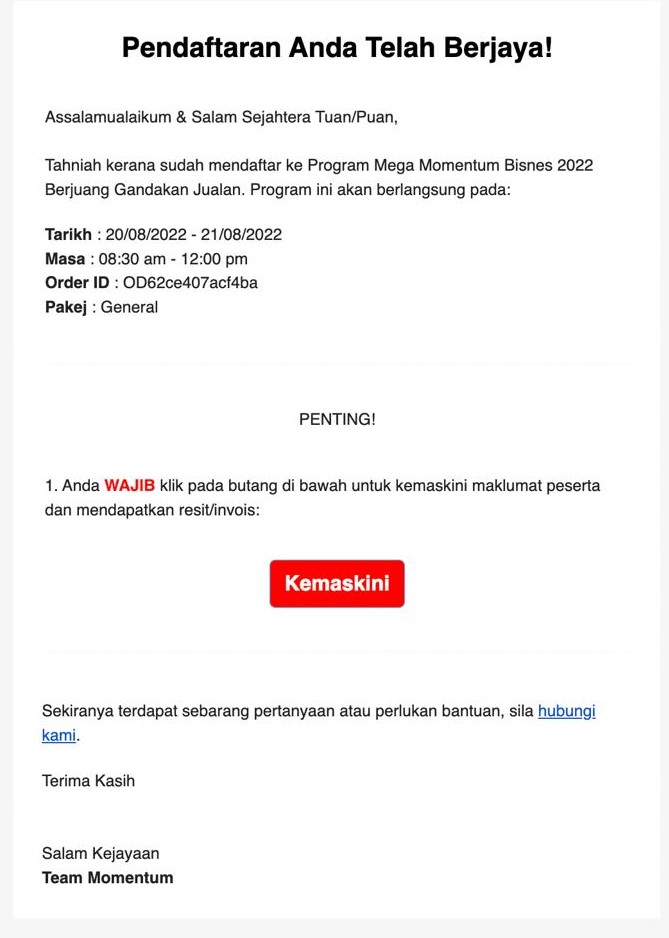 Pendaftaran Anda Telah Berjaya!
Assalamualaikum & Salam Sejahtera Tuan/Puan,
Tahniah kerana sudah mendaftar ke Program Mega Momentum Bisnes 2022
Berjuang Gandakan Jualan. Program ini akan berlangsung pada:
Tarikh : 20/08/2022 - 21/08/2022
Masa : 08:30 am - 12:00 pm
Order ID : OD62ce407acf4ba
Pakej : General
PENTING!
1. Anda WAJIB klik pada butang di bawah untuk kemaskini maklumat peserta
dan mendapatkan resit/invois:
Kemaskini
Sekiranya terdapat sebarang pertanyaan atau perlukan bantuan, sila hubungi
kami.
Terima Kasih
Salam Kejayaan
Team Momentum